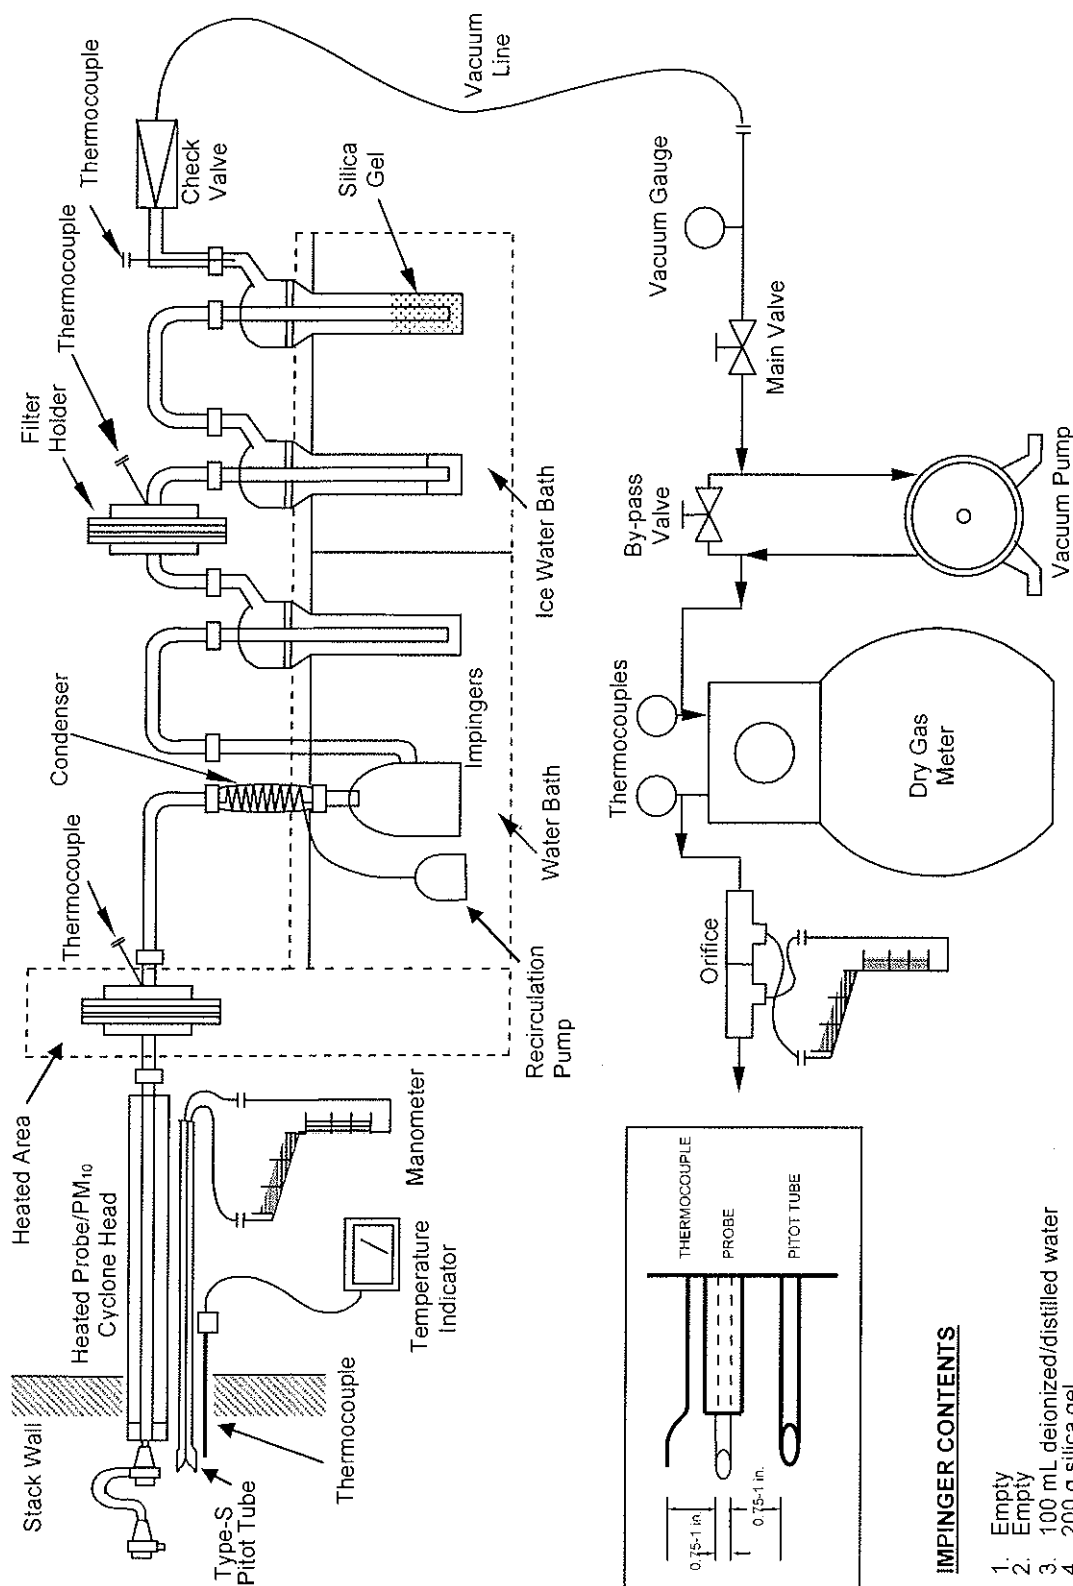 Stack Wall
Heated Probe/PM10
Cyclone Head
Heated Area
Type-S
Pitot Tube
Thermocouple
Temperature
Indicator
Manometer
Thermocouple
Condenser
Recirculation
Pump
Water Bath
Impingers
Ice Water Bath
Filter
Holder
Thermocouple
Thermocouple
Check
Valve
Silica
Gel
Vacuum
Line
Vacuum Gauge
Main Valve
By-pass
Valve
Vacuum Pump
Thermocouples
Dry Gas
Meter
Orifice
THERMOCOUPLE
PROBE
PITOT TUBE
0.75-1 in.
0.75-1 in.
IMPINGER CONTENTS
1. Empty
2. Empty
3. 100 mL deionized/distilled water
4 200 g silica gel